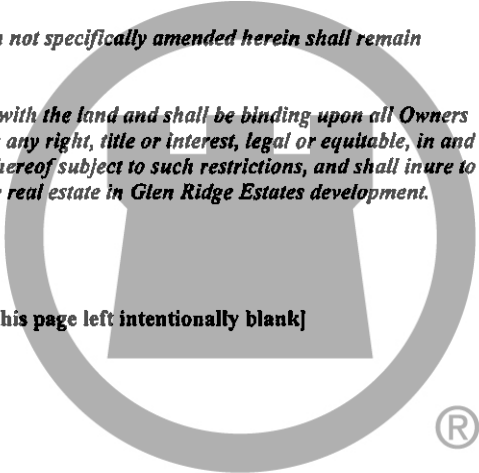 not specifically amended herein shall remain
with the land and shall be binding upon all Owners
any right, title or interest, legal or equitable, in and
hereof subject to such restrictions, and shall inure to
real estate in Glen Ridge Estates development.
his page left intentionally blank]
®